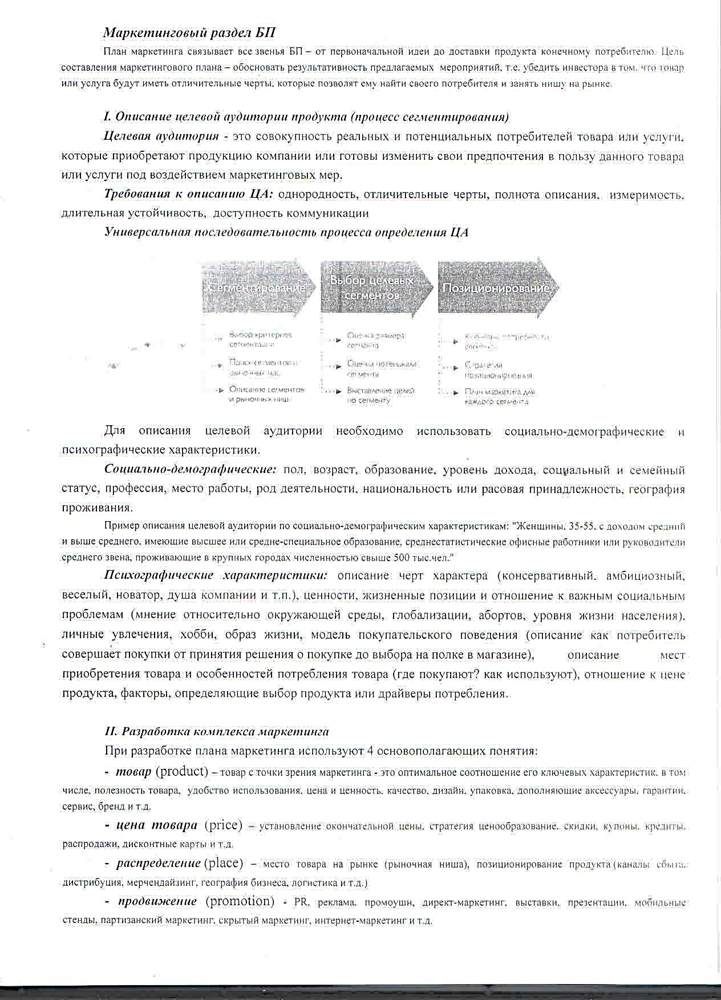 Маркетинговый раздел БП
План маркетинга связывает все звенья БП – от первоначальной идеи до доставки продукта конечному потребителю. Цель
составления маркетингового плана – обосновать результативность предлагаемых мероприятий, т.е. убедить инвестора в том, что товар
или услуга будут иметь отличительные черты, которые позволят ему найти своего потребителя и занять нишу на рынке.
I. Описание целевой аудитории продукта (процесс сегментирования)
Целевая аудитория - это совокупность реальных и потенциальных потребителей товара или услуги,
которые приобретают продукцию компании или готовы изменить свои предпочтения в пользу данного товара
или услуги под воздействием маркетинговых мер.
Требования к описанию ЦА: однородность, отличительные черты, полнота описания, измеримость,
длительная устойчивость, доступность коммуникации
Универсальная последовательность процесса определения ЦА
Сегментирование
Выбор целевых
сегментов
Позиционирование
Выбор критериев
сегментации
Поиск сегментов и
рыночных ниш
Описание сегментов
и рыночных ниш
Оценка размера
сегмента
Оценка потенциала
сегмента
Выставление целей
по сегменту
Стратегии
позиционирования
План маркетинга для
каждого сегмента
Для описания целевой аудитории необходимо использовать социально-демографические и
психографические характеристики.
Социально-демографические: пол, возраст, образование, уровень дохода, социальный и семейный
статус, профессия, место работы, род деятельности, национальность или расовая принадлежность, география
проживания.
Пример описания целевой аудитории по социально-демографическим характеристикам: "Женщины, 35-55, с доходом средний
и выше среднего, имеющие высшее или средне-специальное образование, среднестатистические офисные работники или руководители
среднего звена, проживающие в крупных городах численностью свыше 500 тыс.чел.."
Психографические характеристики: описание черт характера (консервативный, амбициозный,
веселый, новатор, душа компании и т.п.), ценности, жизненные позиции и отношение к важным социальным
проблемам (мнение относительно окружающей среды, глобализации, абортов, уровня жизни населения),
личные увлечения, хобби, образ жизни, модель покупательского поведения (описание как потребитель
совершает покупки от принятия решения о покупке до выбора на полке в магазине), описание мест
приобретения товара и особенностей потребления товара (где покупают? как используют), отношение к цене
продукта, факторы, определяющие выбор продукта или драйверы потребления.
II. Разработка комплекса маркетинга
При разработке плана маркетинга используют 4 основополагающих понятия:
- товар (product) – товар с точки зрения маркетинга - это оптимальное соотношение его ключевых характеристик, в том
числе, полезность товара, удобство использования, цена и ценность, качество, дизайн, упаковка, дополняющие аксессуары, гарантии,
сервис, бренд и т.д.
- цена товара (price) – установление окончательной цены, стратегия ценообразование, скидки, купоны, кредиты,
распродажи, дисконтные карты и т.д.
- распределение (place) – место товара на рынке (рыночная ниша), позиционирование продукта (каналы сбыта,
дистрибуция, мерчендайзинг, география бизнеса, логистика и т.д.)
- продвижение (promotion) - PR, реклама, промоушн, директ-маркетинг, выставки, презентации, мобильные
стенды, партизанский маркетинг, скрытый маркетинг, интернет-маркетинг и т.д.